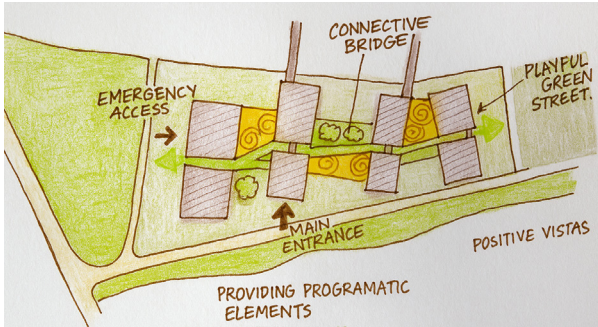 CONNECTIVE
BRIDGE
EMERGENCY
ACCESS
PLAYFUL
GREEN
STREET.
MAIN
ENTRANCE
POSITIVE VISTAS
PROVIDING PROGRAMATIC
ELEMENTS